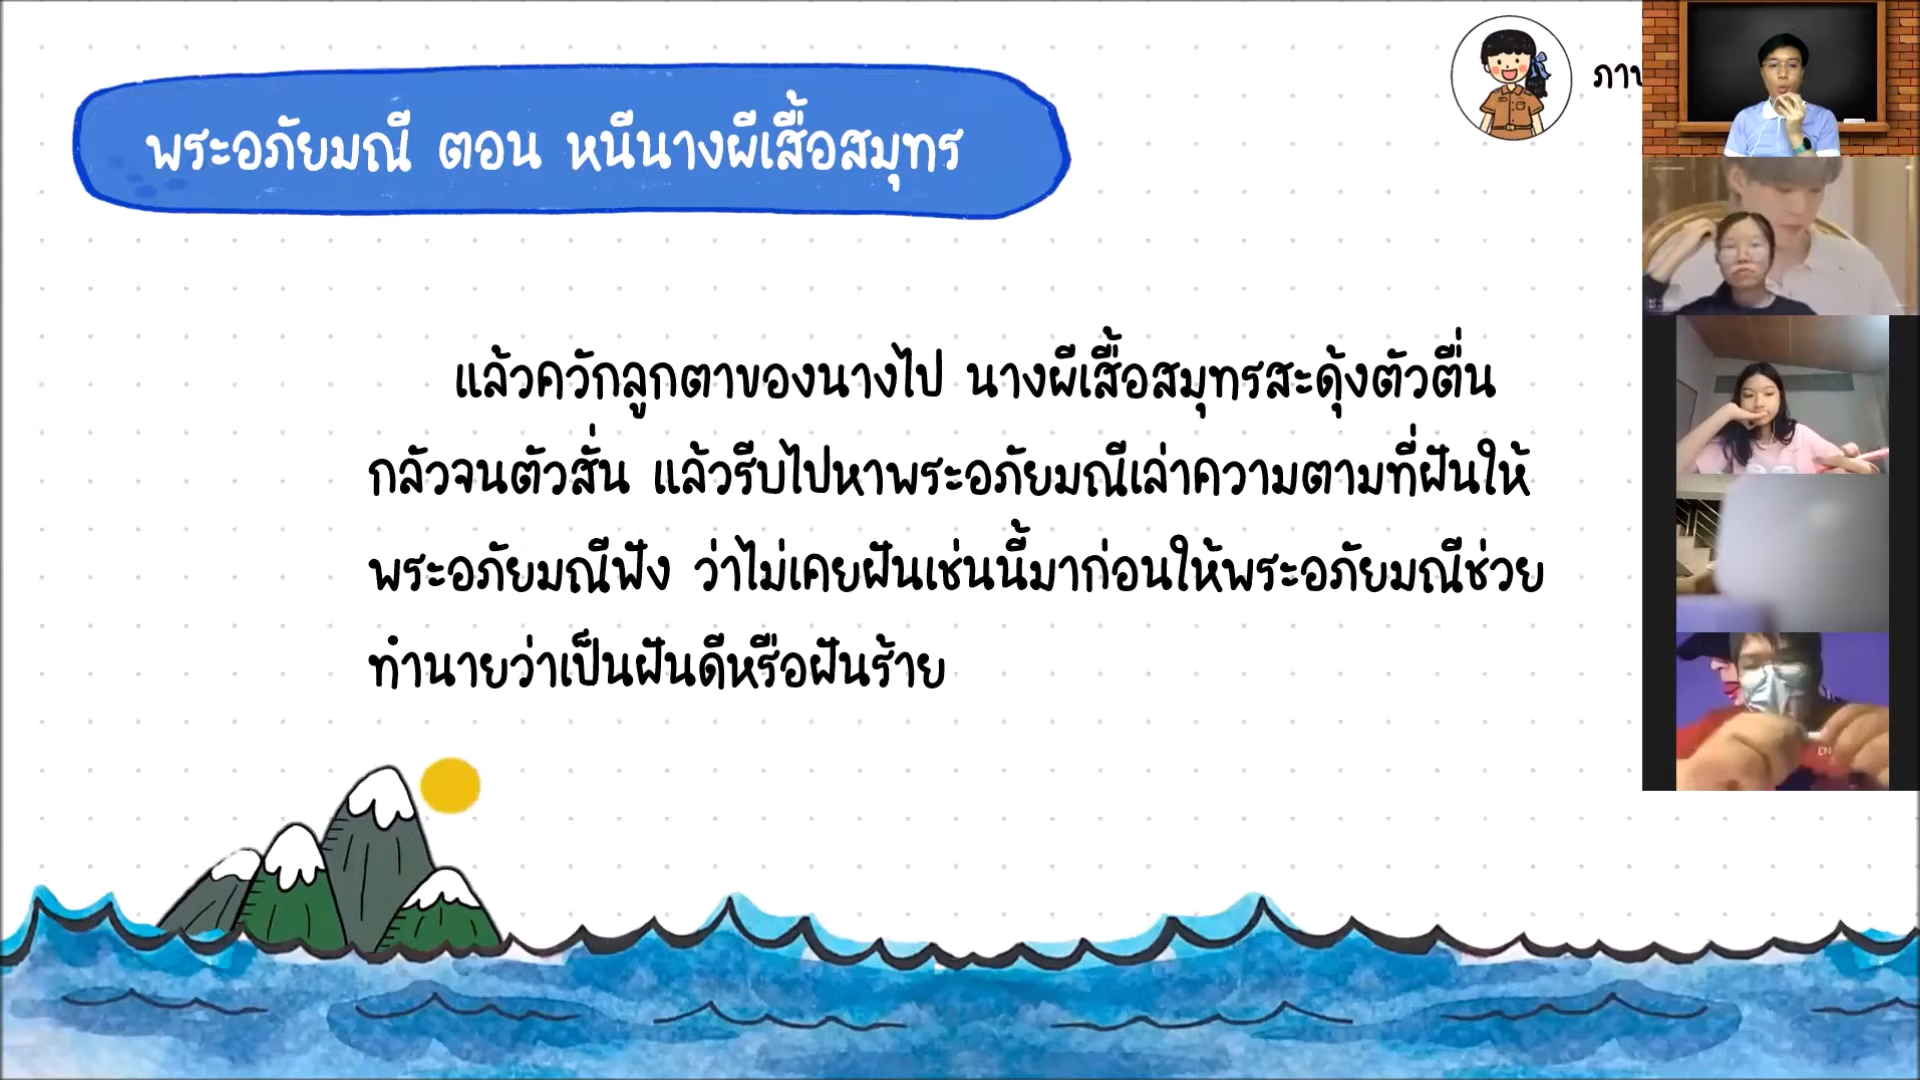 พระอภัยมณี ตอน หนีนางผีเสื้อสมุทร
แล้วควักลูกตาของนางไป นางผีเสื้อสมุทรสะดุ้งตัวตื่น
กลัวจนตัวสั่น แล้วรีบไปหาพระอภัยมณีเล่าความตามที่ฝันให้
พระอภัยมณีฟัง ว่าไม่เคยฝันเช่นนี้มาก่อนให้พระอภัยมณีช่วย
ทำนายว่าเป็นฝันดีหรือฝันร้าย